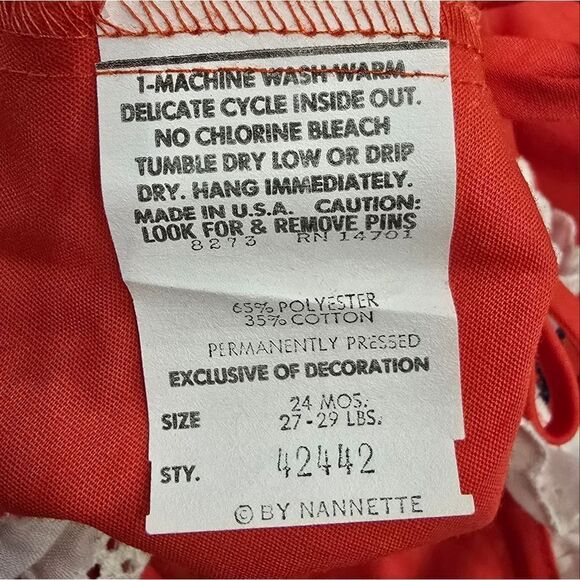 1-MACHINE WASH WARM.
DELICATE CYCLE INSIDE OUT.
NO CHLORINE BLEACH
TUMBLE DRY LOW OR DRIP
DRY. HANG IMMEDIATELY.
MADE IN U.S.A. CAUTION:
LOOK FOR & REMOVE PINS
8273 RN 14701
65% POLYESTER
35% COTTON
PERMANENTLY PRESSED
EXCLUSIVE OF DECORATION
24 MOS.
SIZE 27-29 LBS.
STY. 42442
© BY NANNETTE